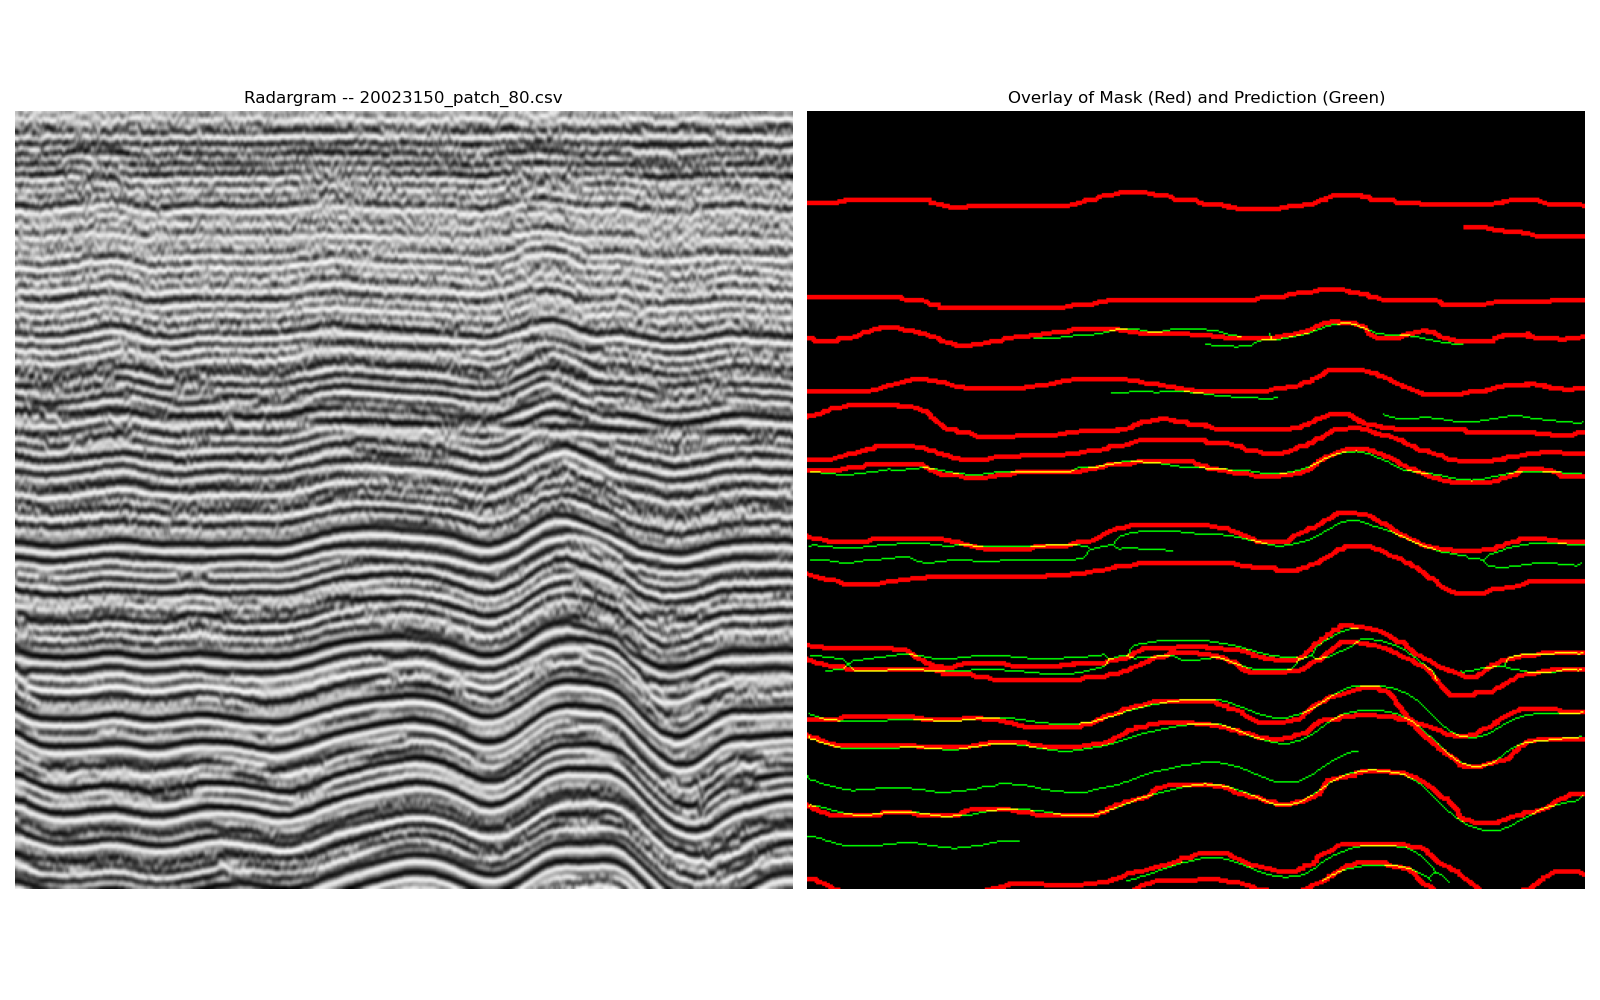 Radargram -- 20023150_patch_80.csv
Overlay of Mask (Red) and Prediction (Green)